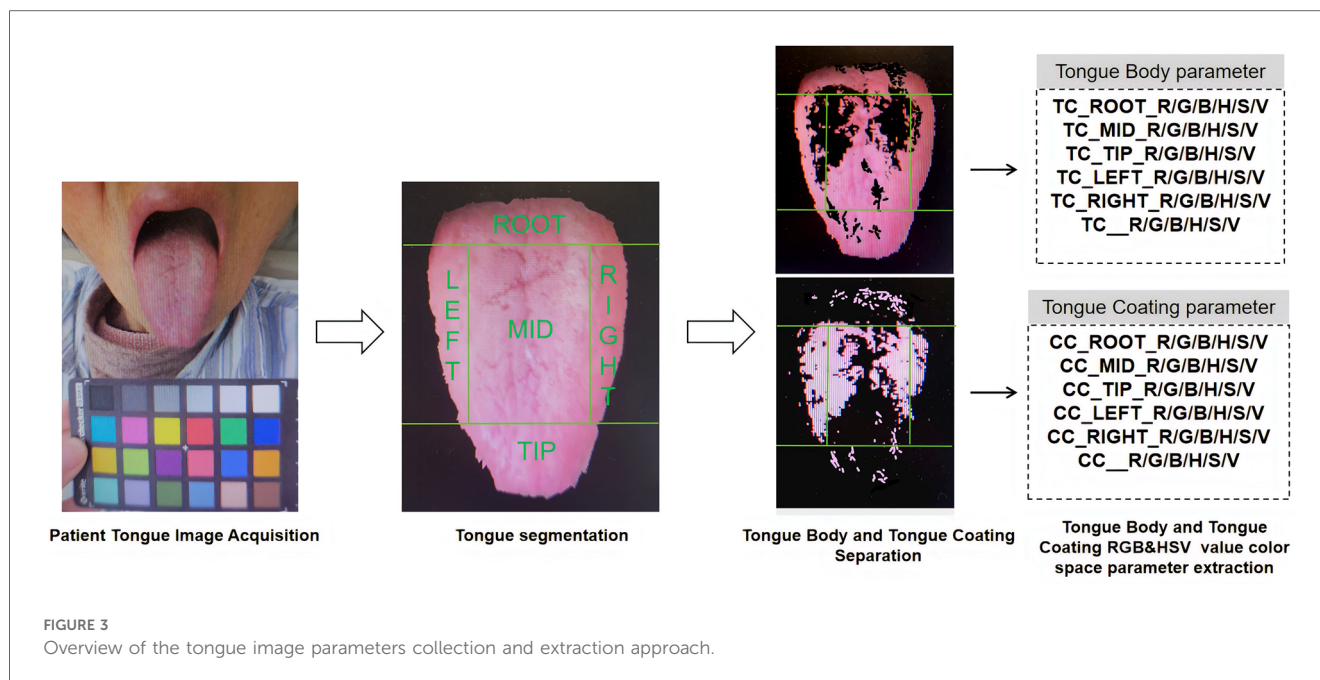 ROOT
LEFT
MID
RIGHT
TIP
Patient Tongue Image Acquisition
Tongue segmentation
Tongue Body and Tongue Coating
Separation
Tongue Body parameter
TC_ROOT_R/G/B/H/S/V
TC_MID_R/G/B/H/S/V
TC_TIP_R/G/B/H/S/V
TC_LEFT_R/G/B/H/S/V
TC_RIGHT_R/G/B/H/S/V
TC__R/G/B/H/S/V
Tongue Coating parameter
CC_ROOT_R/G/B/H/S/V
CC_MID_R/G/B/H/S/V
CC_TIP_R/G/B/H/S/V
CC_LEFT_R/G/B/H/S/V
CC_RIGHT_R/G/B/H/S/V
CC__R/G/B/H/S/V
Tongue Body and Tongue
Coating RGB&HSV value color
space parameter extraction
FIGURE 3
Overview of the tongue image parameters collection and extraction approach.